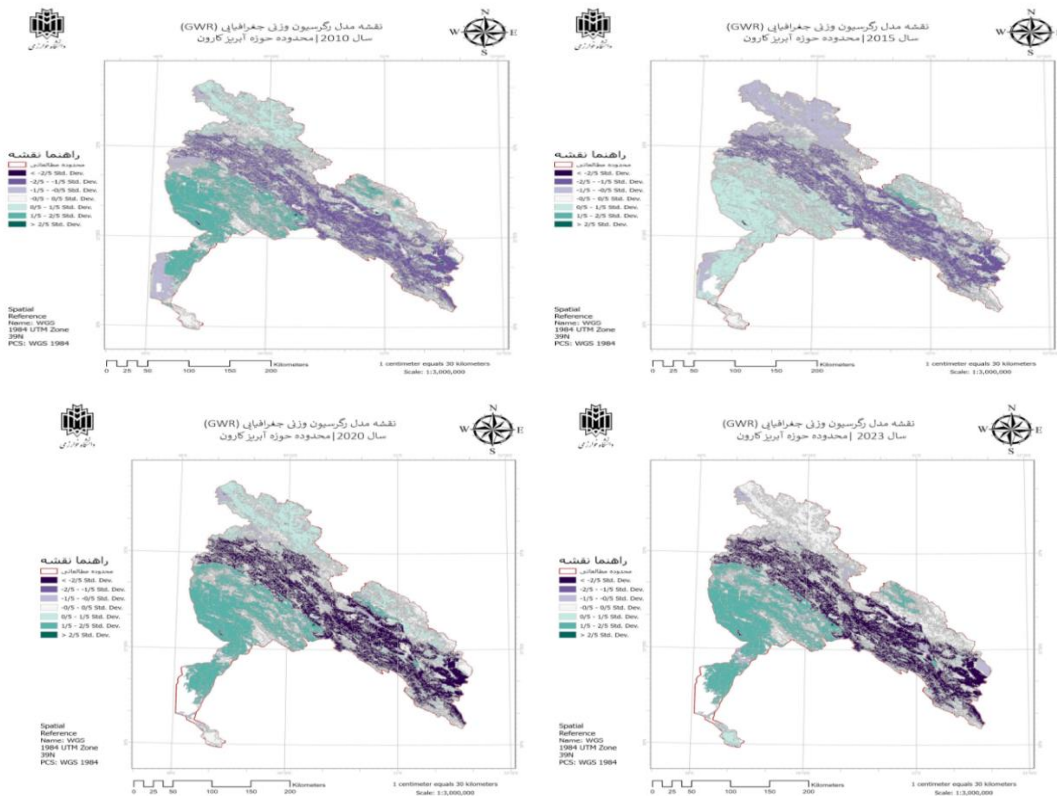 نقشه مدل رگرسیون وزنی جغرافیایی (GWR)
سال 2010|محدوده حوزه آبریز کارون
N
W
E
S
دانشگاه خوارزمی
راهنما نقشه
محدوده مطالعاتی
< -2/5 Std. Dev.
-2/5 - -1/5 Std. Dev.
-1/5 - -0/5 Std. Dev.
-0/5 - 0/5 Std. Dev.
0/5 - 1/5 Std. Dev.
1/5 - 2/5 Std. Dev.
> 2/5 Std. Dev.
Spatial
Reference
Name: WGS
1984 UTM Zone
39N
PCS: WGS 1984
0 25 50 100 150 200
Kilometers
1 centimeter equals 30 kilometers
Scale: 1:3,000,000
نقشه مدل رگرسیون وزنی جغرافیایی (GWR)
سال 2015|محدوده حوزه آبریز کارون
N
W
E
S
دانشگاه خوارزمی
راهنما نقشه
محدوده مطالعاتی
< -2/5 Std. Dev.
-2/5 - -1/5 Std. Dev.
-1/5 - -0/5 Std. Dev.
-0/5 - 0/5 Std. Dev.
0/5 - 1/5 Std. Dev.
1/5 - 2/5 Std. Dev.
> 2/5 Std. Dev.
Spatial
Reference
Name: WGS
1984 UTM Zone
39N
PCS: WGS 1984
0 25 50 100 150 200
Kilometers
1 centimeter equals 30 kilometers
Scale: 1:3,000,000
نقشه مدل رگرسیون وزنی جغرافیایی (GWR)
سال 2020|محدوده حوزه آبریز کارون
N
W
E
S
دانشگاه خوارزمی
راهنما نقشه
محدوده مطالعاتی
< -2/5 Std. Dev.
-2/5 - -1/5 Std. Dev.
-1/5 - -0/5 Std. Dev.
-0/5 - 0/5 Std. Dev.
0/5 - 1/5 Std. Dev.
1/5 - 2/5 Std. Dev.
> 2/5 Std. Dev.
Spatial
Reference
Name: WGS
1984 UTM Zone
39N
PCS: WGS 1984
0 25 50 100 150 200
Kilometers
1 centimeter equals 30 kilometers
Scale: 1:3,000,000
نقشه مدل رگرسیون وزنی جغرافیایی (GWR)
سال 2023|محدوده حوزه آبریز کارون
N
W
E
S
دانشگاه خوارزمی
راهنما نقشه
محدوده مطالعاتی
< -2/5 Std. Dev.
-2/5 - -1/5 Std. Dev.
-1/5 - -0/5 Std. Dev.
-0/5 - 0/5 Std. Dev.
0/5 - 1/5 Std. Dev.
1/5 - 2/5 Std. Dev.
> 2/5 Std. Dev.
Spatial
Reference
Name: WGS
1984 UTM Zone
39N
PCS: WGS 1984
0 25 50 100 150 200
Kilometers
1 centimeter equals 30 kilometers
Scale: 1:3,000,000